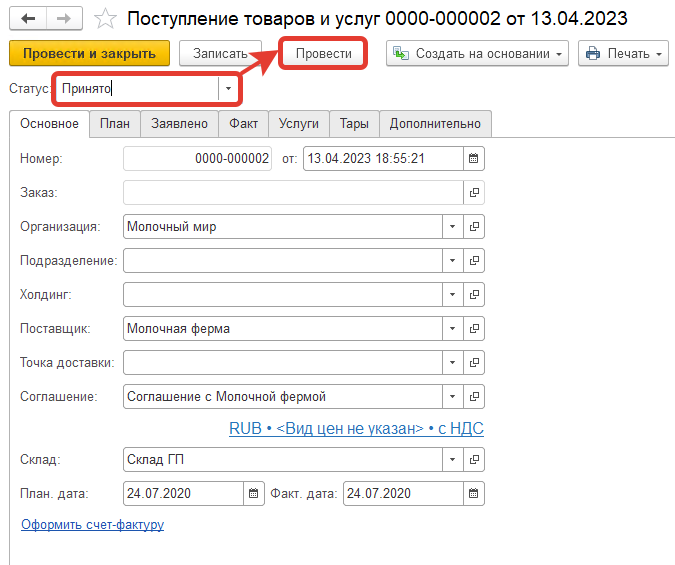 Поступление товаров и услуг 0000-000002 от 13.04.2023
Провести и закрыть Записать Провести Создать на основании Печать
Статус: Принято
Основное План Заявлено Факт Услуги Тары Дополнительно
Номер: 0000-000002 от: 13.04.2023 18:55:21
Заказ:
Организация: Молочный мир
Подразделение:
Холдинг:
Поставщик: Молочная ферма
Точка доставки:
Соглашение: Соглашение с Молочной фермой
RUB • <Вид цен не указан> • с НДС
Склад: Склад ГП
План. дата: 24.07.2020 Факт. дата: 24.07.2020
Оформить счет-фактуру